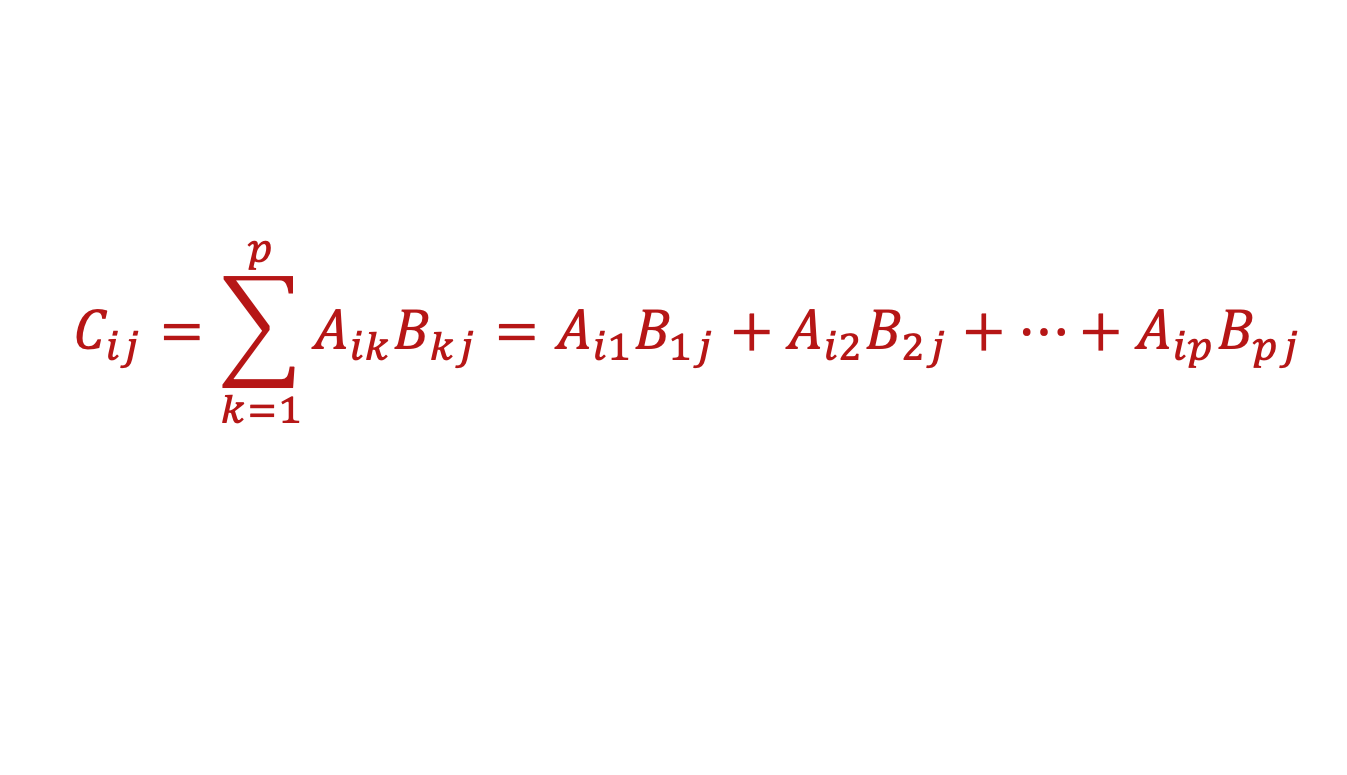 C_{ij} = \sum_{k=1}^{p} A_{ik} B_{kj} = A_{i1} B_{1j} + A_{i2} B_{2j} + \cdots + A_{ip} B_{pj}